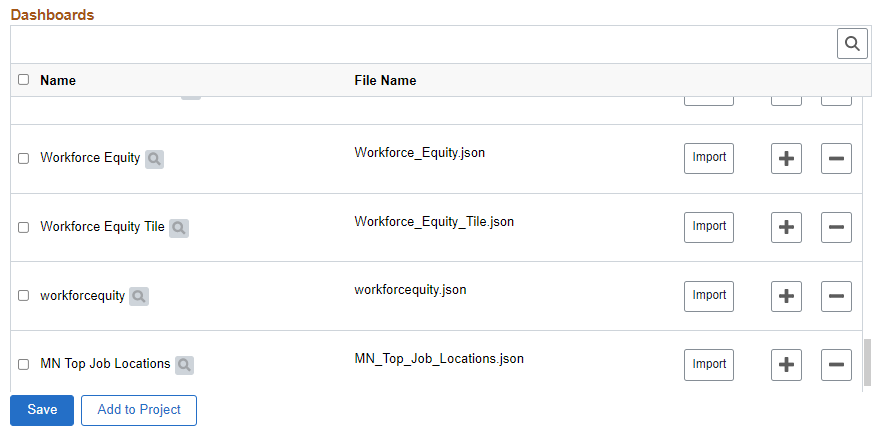 Dashboards
Name File Name
Workforce Equity Workforce_Equity.json Import
Workforce Equity Tile Workforce_Equity_Tile.json Import
workforcequity workforcequity.json Import
MN Top Job Locations MN_Top_Job_Locations.json Import
Save Add to Project